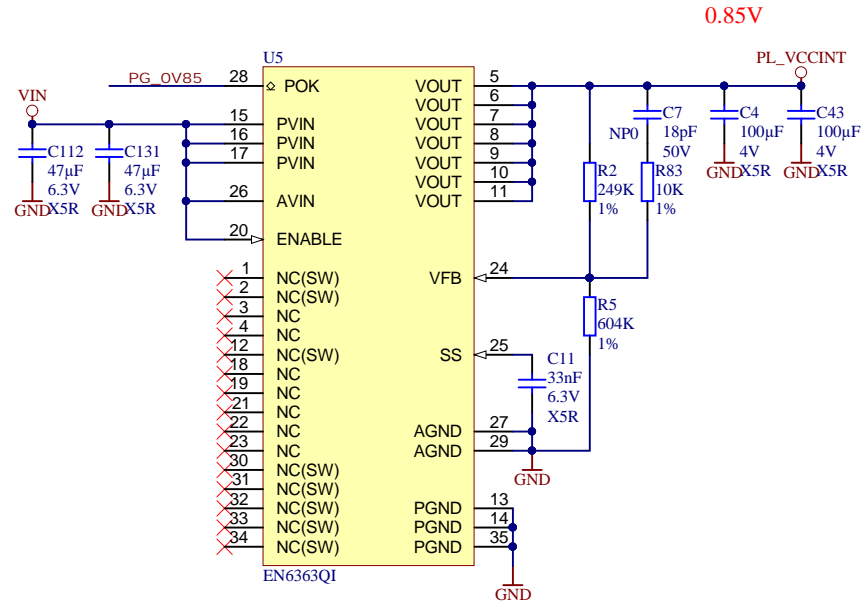 0.85V
U5
PL_VCCINT
PG_0V85
28
POK
VOUT
5
VOUT
6
VIN
15
PVIN
VOUT
7
16
PVIN
VOUT
8
17
PVIN
VOUT
9
VOUT
10
26
AVIN
VOUT
11
20
ENABLE
C112
47µF
6.3V
X5R
GND
C131
47µF
6.3V
X5R
GND
C7
18pF
50V
NP0
C4
100µF
4V
X5R
GND
C43
100µF
4V
X5R
GND
R2
249K
1%
R83
10K
1%
1
NC(SW)
VFB
24
2
NC(SW)
3
NC
4
NC
12
NC(SW)
SS
25
18
NC
19
NC
21
NC
22
NC
AGND
27
23
NC
AGND
29
30
NC(SW)
31
NC(SW)
32
NC(SW)
PGND
13
33
NC(SW)
PGND
14
34
NC(SW)
PGND
35
R5
604K
1%
C11
33nF
6.3V
X5R
GND
EN6363QI
GND